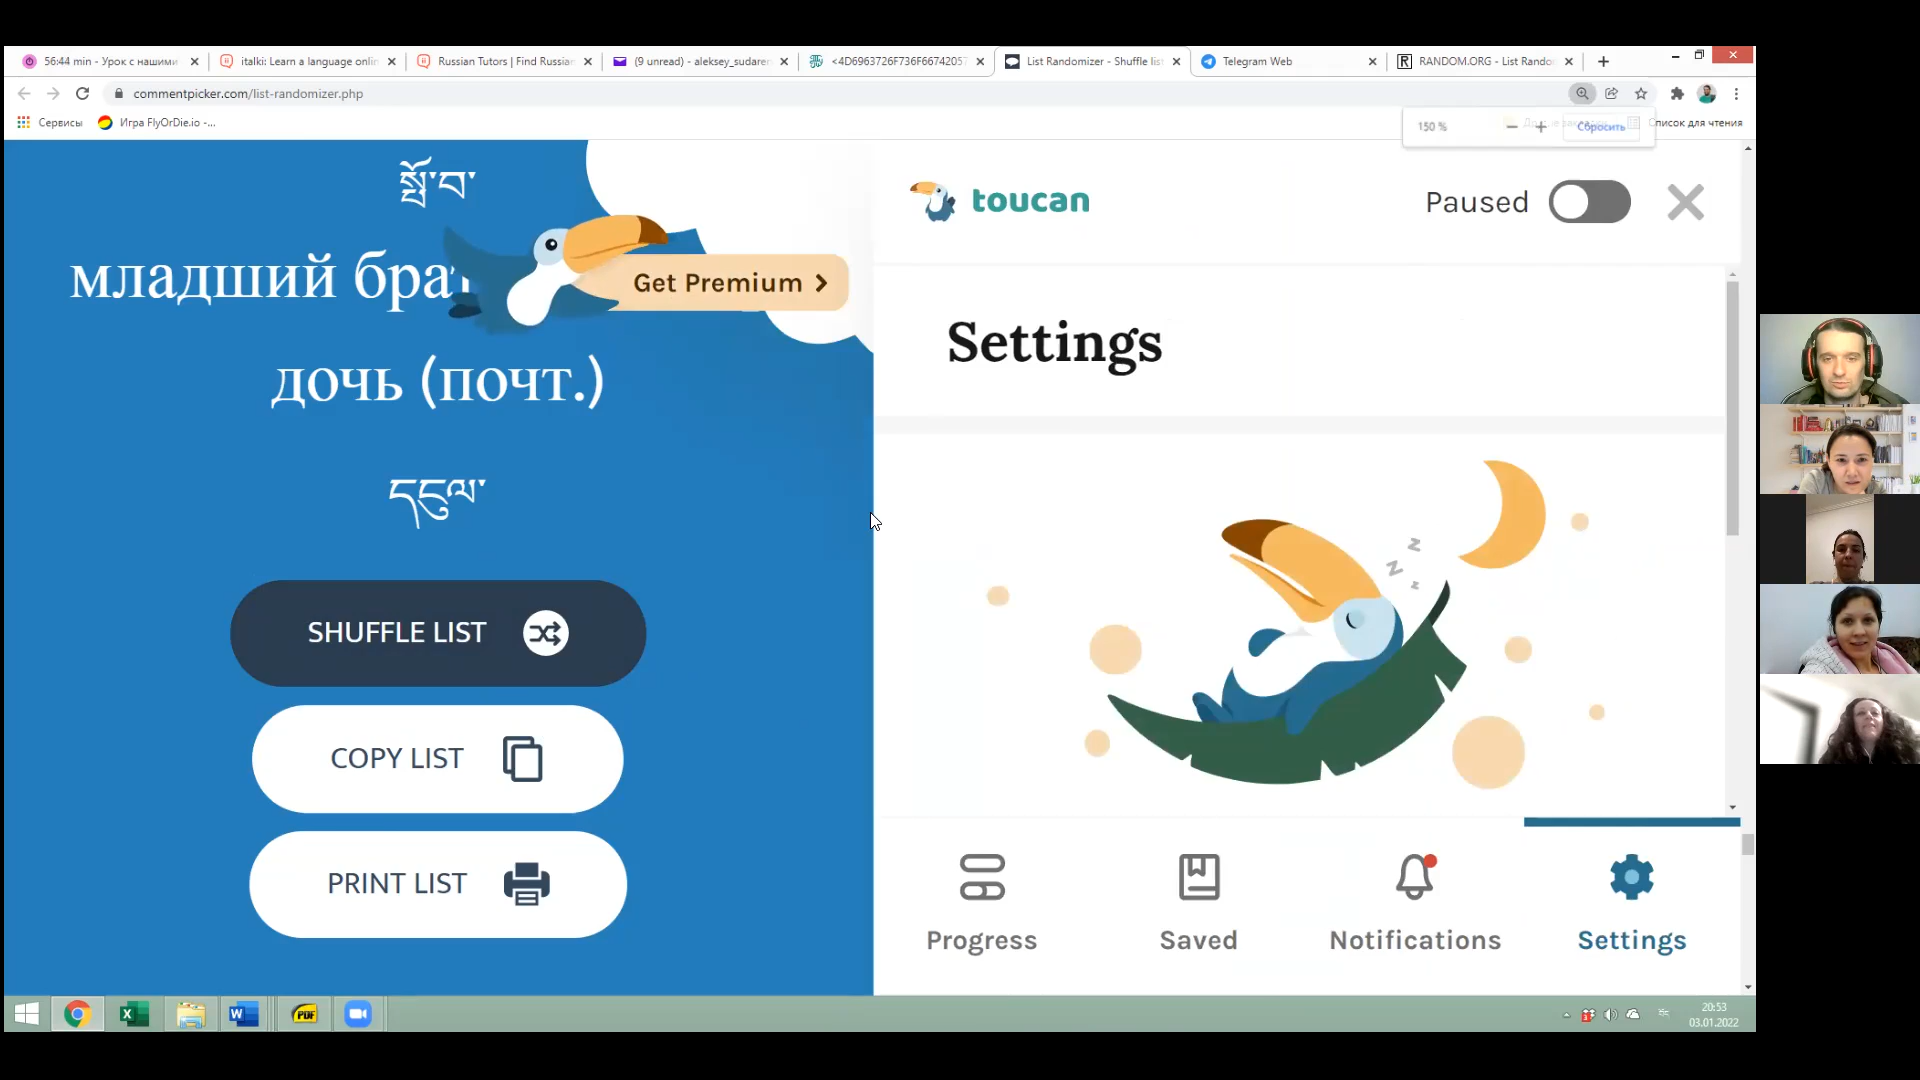 56:44 min - Урок с нашими
italki: Learn a language onlin
Russian Tutors | Find Russia
(9 unread) - aleksey_sudare
<4D6963726F736F66742057
List Randomizer - Shuffle lis
Telegram Web
RANDOM.ORG - List Rando
commentpicker.com/list-randomizer.php
Сервисы
Игра FlyOrDie.io -...
150 %
Сбросить
Список для чтения
སྤྲོ་བ་
младший брат
Get Premium
дочь (почт.)
དངུལ་
SHUFFLE LIST
COPY LIST
PRINT LIST
toucan
Paused
Settings
z z z
Progress
Saved
Notifications
Settings
20:53
03.01.2022